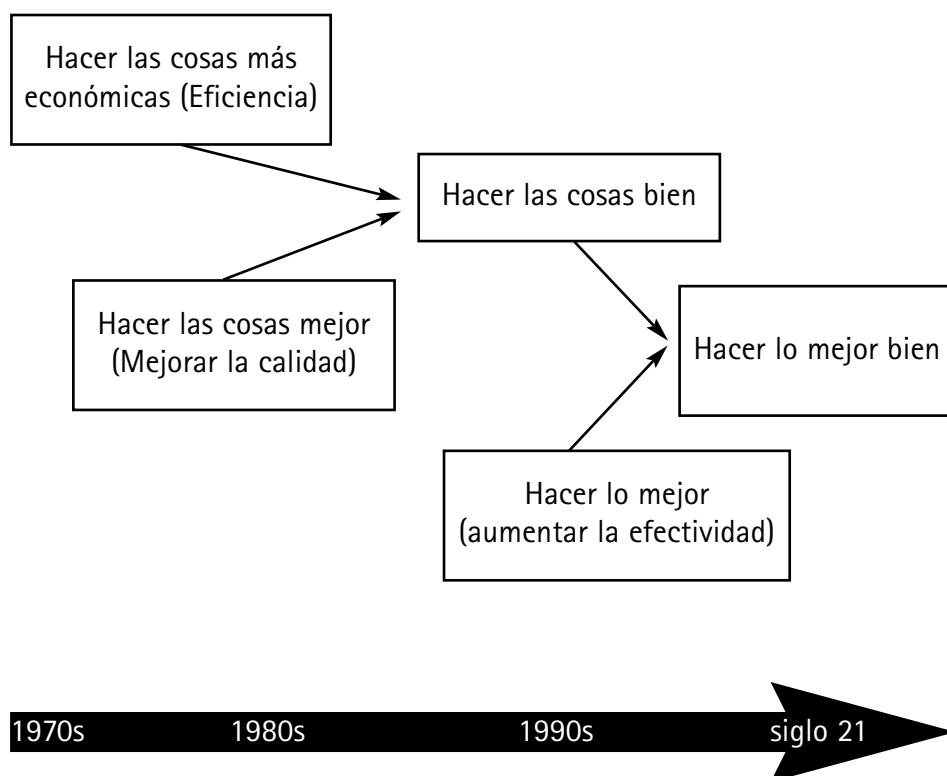 Hacer las cosas más
económicas (Eficiencia)
Hacer las cosas bien
Hacer las cosas mejor
(Mejorar la calidad)
Hacer lo mejor bien
Hacer lo mejor
(aumentar la efectividad)
1970s 1980s 1990s siglo 21